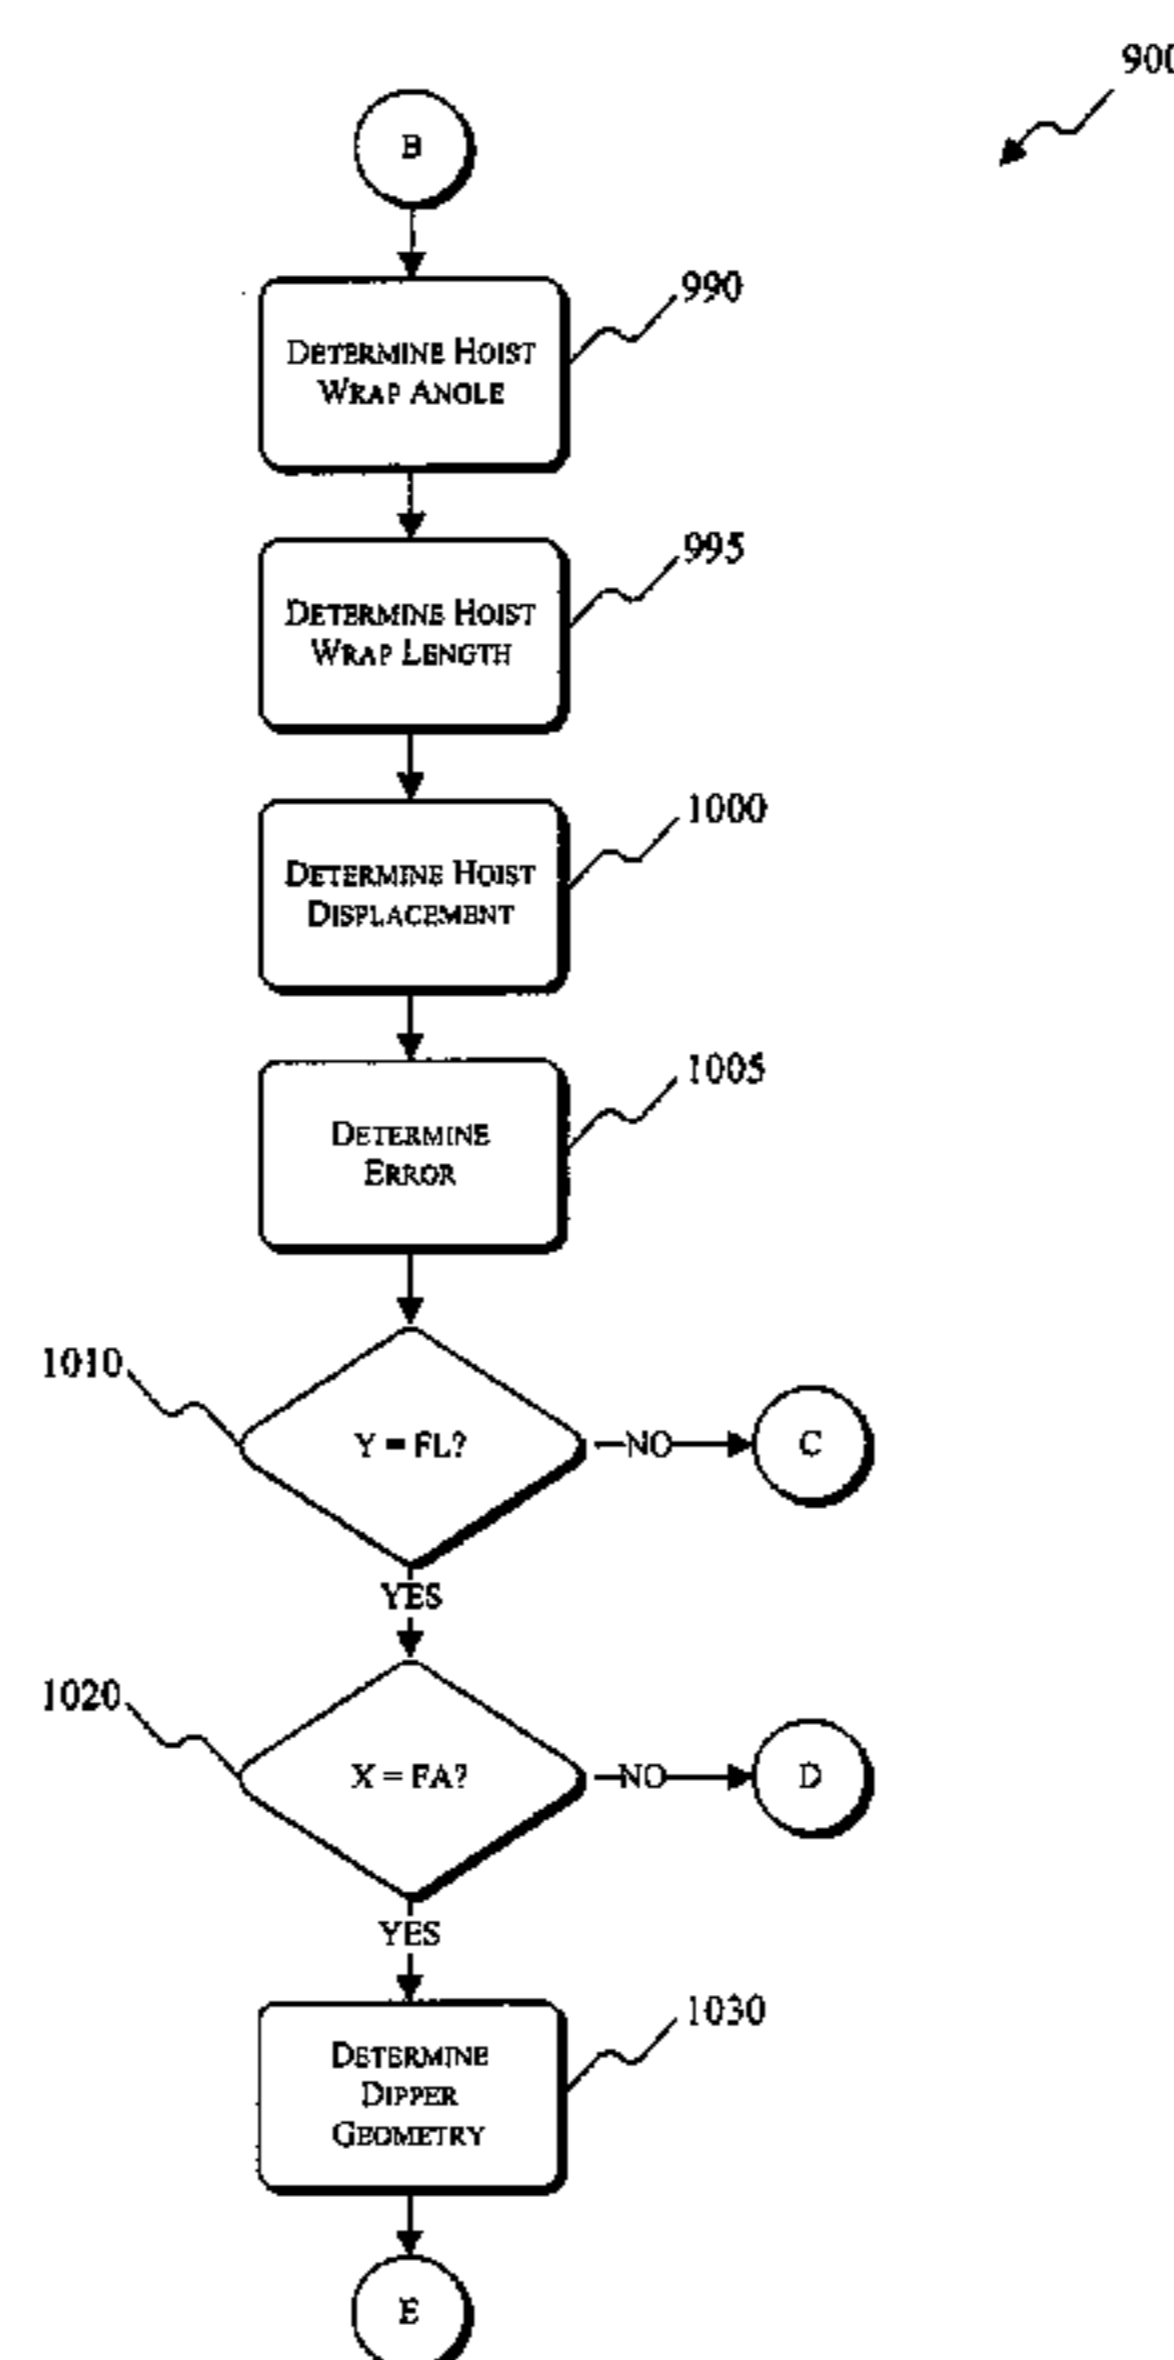 900
B
DETERMINE HOIST
WRAP ANGLE
990
DETERMINE HOIST
WRAP LENGTH
995
DETERMINE HOIST
DISPLACEMENT
1000
DETERMINE
ERROR
1005
1010
Y = FL?
NO
C
YES
1020
X = FA?
NO
D
YES
DETERMINE
DIPPER
GEOMETRY
1030
E